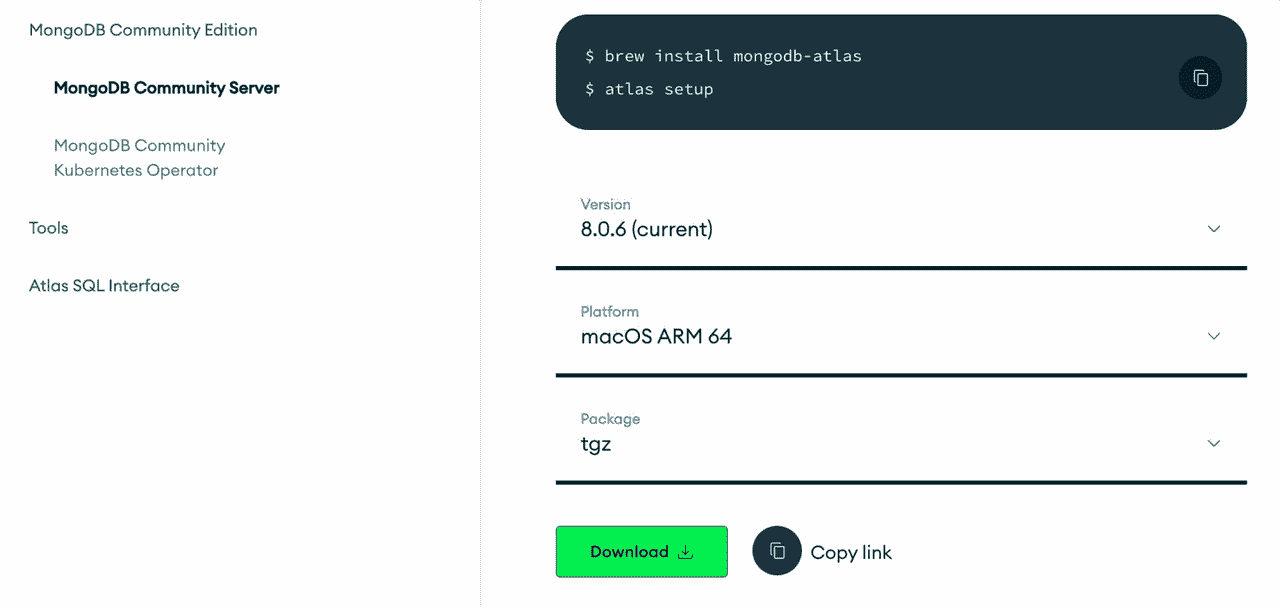 MongoDB Community Edition
MongoDB Community Server
MongoDB Community
Kubernetes Operator
Tools
Atlas SQL Interface
$ brew install mongodb-atlas
$ atlas setup
Version
8.0.6 (current)
Platform
macOS ARM 64
Package
tgz
Download
Copy link